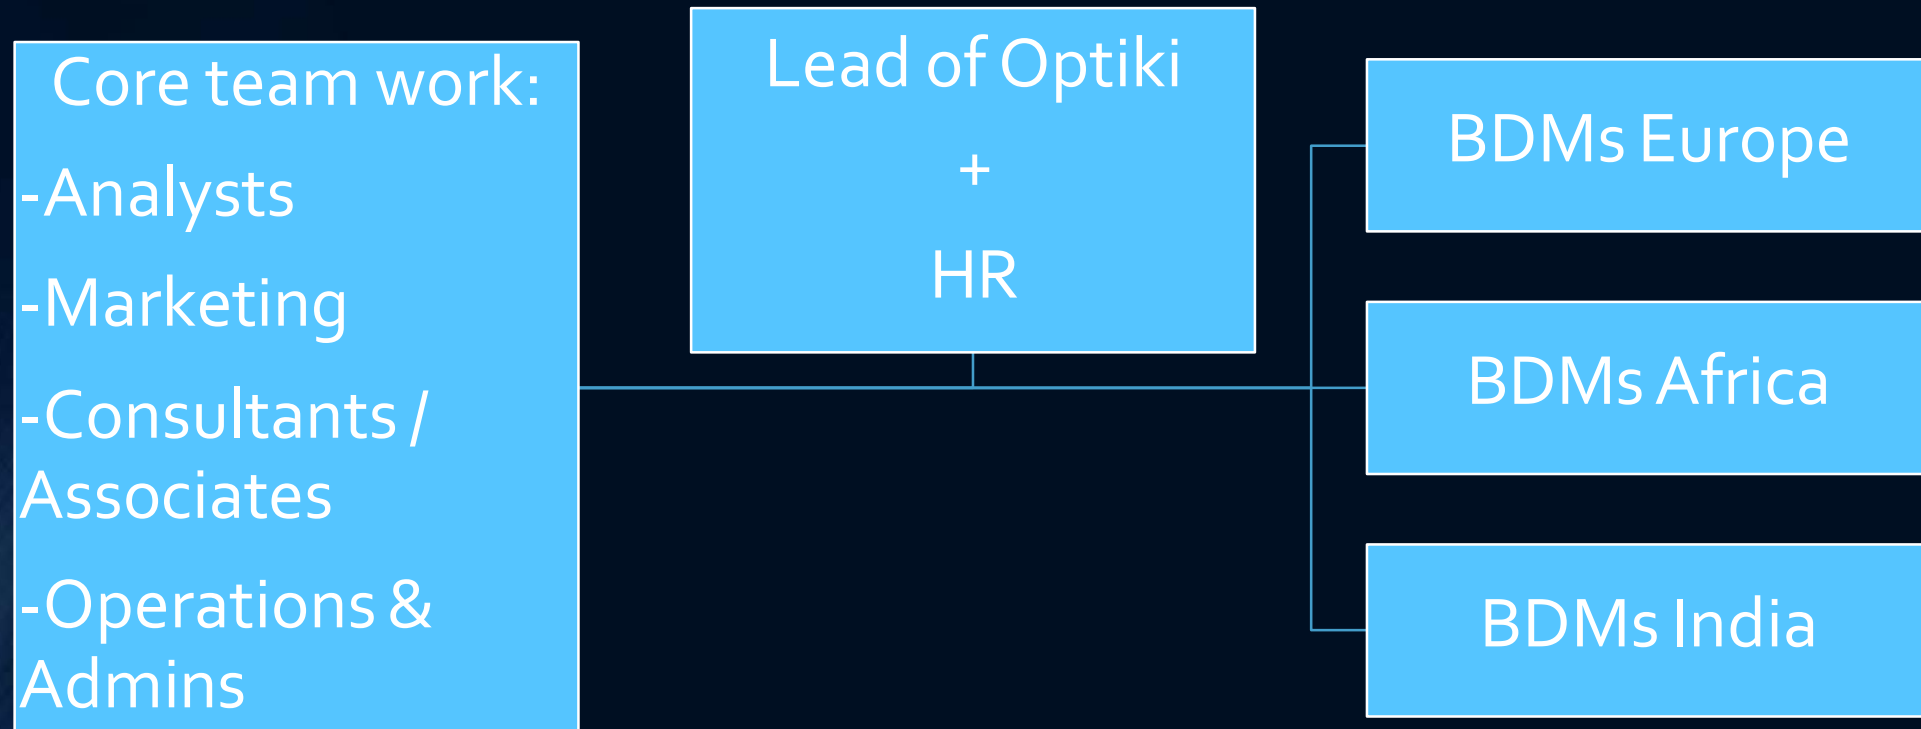 Core team work:
-Analysts
-Marketing
-Consultants /
Associates
-Operations &
Admins
Lead of Optiki
+
HR
BDMs Europe
BDMs Africa
BDMs India